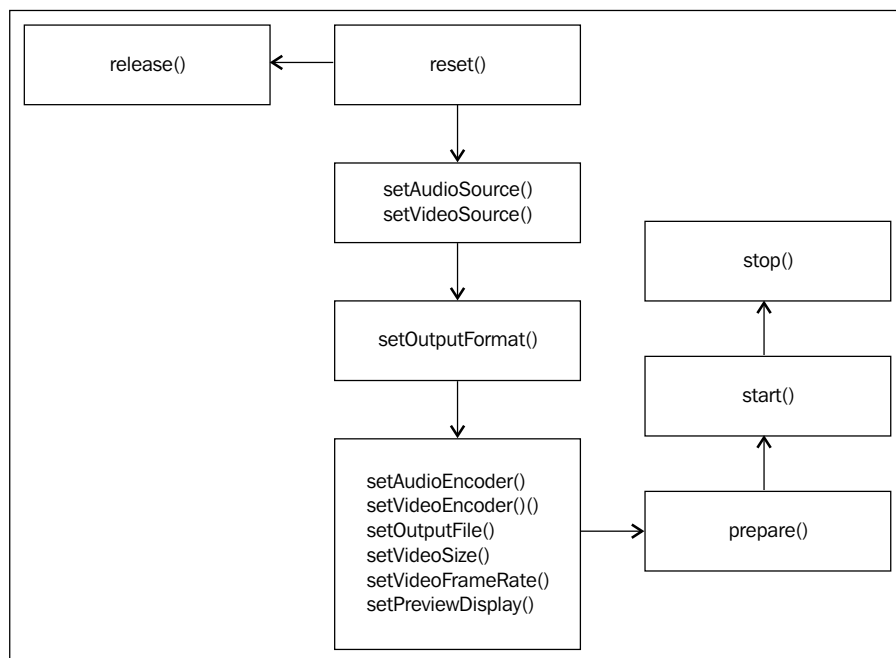 release()
reset()
setAudioSource()
setVideoSource()
setOutputFormat()
setAudioEncoder()
setVideoEncoder()()
setOutputFile()
setVideoSize()
setVideoFrameRate()
setPreviewDisplay()
prepare()
start()
stop()